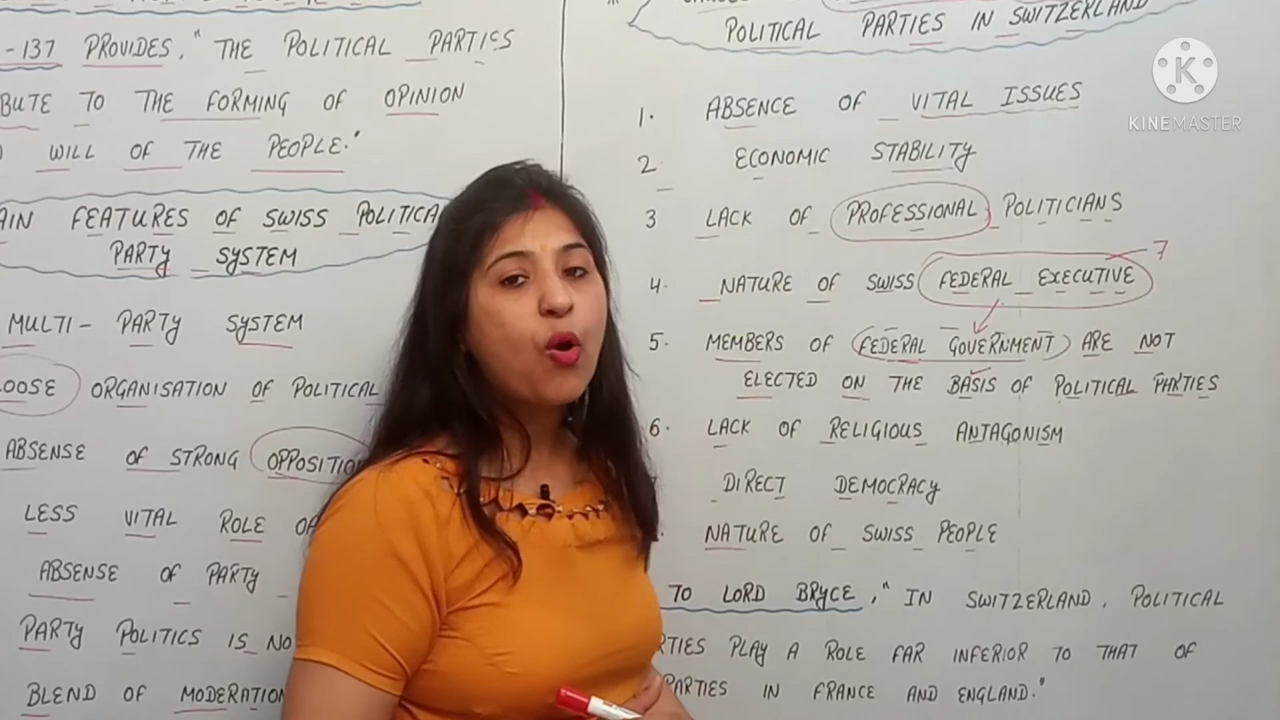 -137 PROVIDES, "THE POLITICAL PARTIES
BUTE TO THE FORMING OF OPINION
WILL OF THE PEOPLE."
AIN FEATURES OF SWISS POLITICA
PARTY SYSTEM
MULTI- PARTY SYSTEM
OOSE ORGANISATION OF POLITICAL
ABSENSE OF STRONG OPPOSITION
LESS VITAL ROLE
ABSENSE OF PARTY
PARTY POLITICS IS NO
BLEND OF MODERATION
POLITICAL PARTIES IN SWITZERLAND
1. ABSENCE OF VITAL ISSUES
2 ECONOMIC STABILITY
3 LACK OF PROFESSIONAL POLITICIANS
4. NATURE OF SWISS FEDERAL EXECUTIVE 7
5. MEMBERS OF FEDERAL GOVERNMENT ARE NOT
ELECTED ON THE BASIS OF POLITICAL PARTIES
6. LACK OF RELIGIOUS ANTAGONISM
DIRECT DEMOCRACY
NATURE OF SWISS PEOPLE
TO LORD BRYCE, "IN SWITZERLAND, POLITICAL
RTIES PLAY A ROLE FAR INFERIOR TO THAT OF
PARTIES IN FRANCE AND ENGLAND."
K
KINEMASTER